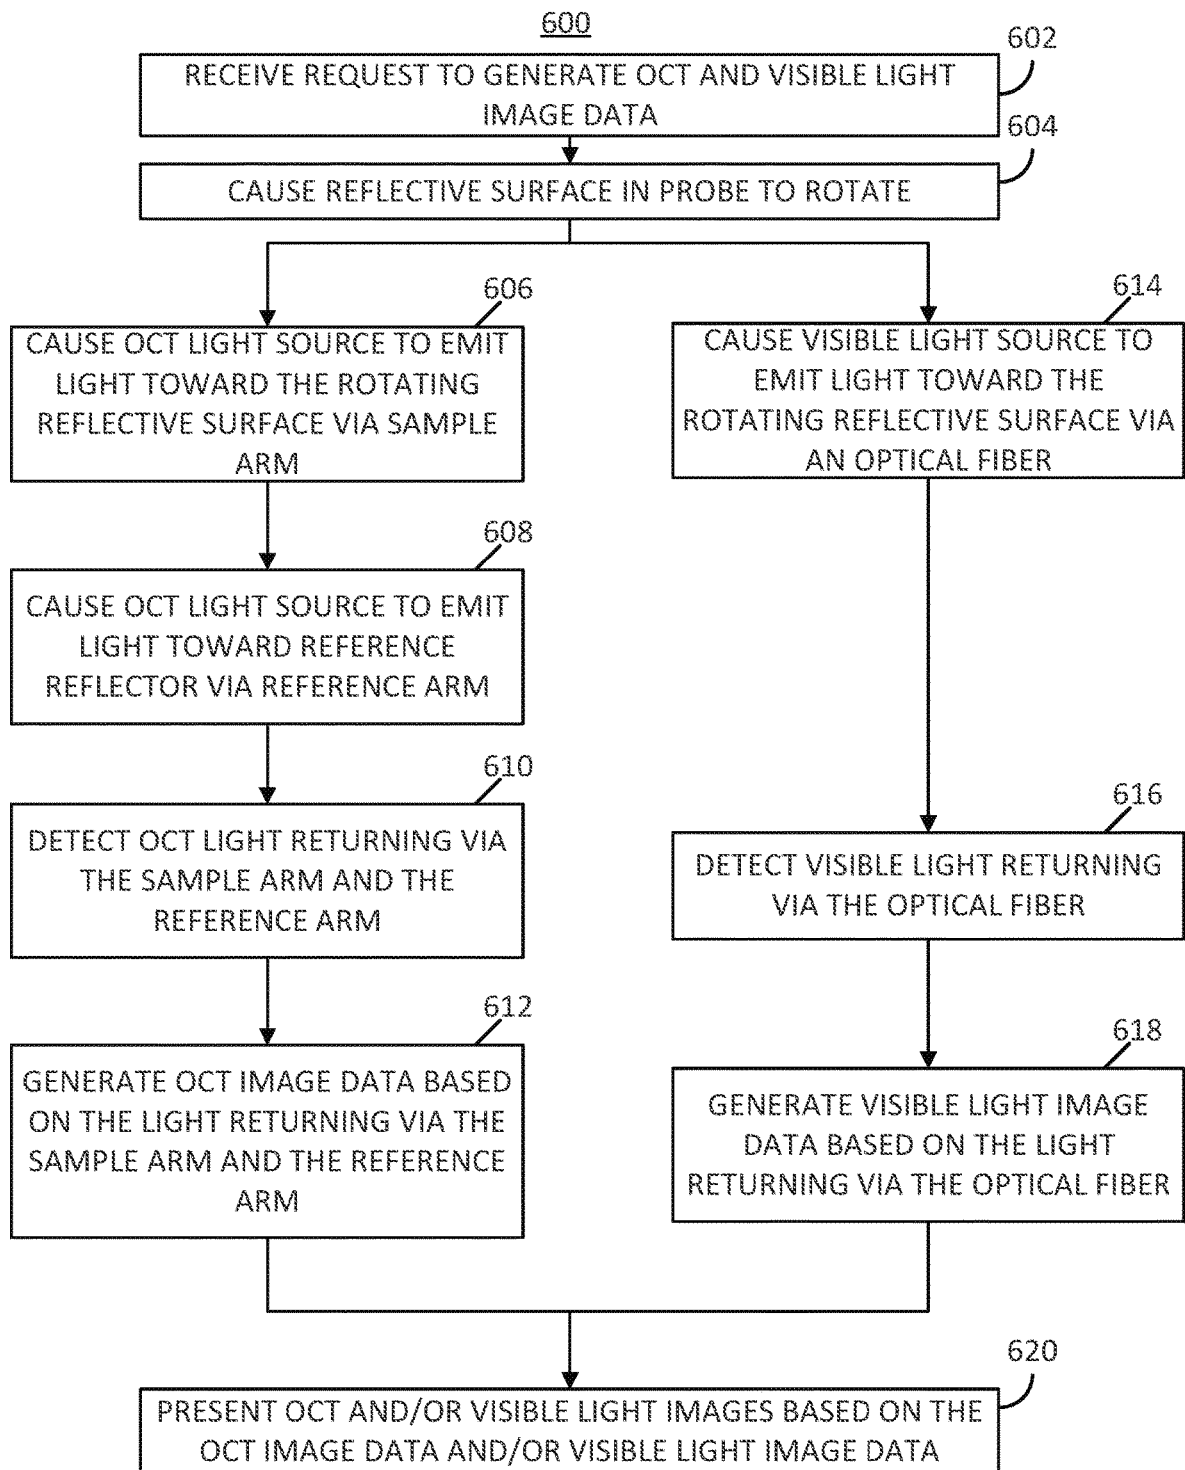 600
602
RECEIVE REQUEST TO GENERATE OCT AND VISIBLE LIGHT
IMAGE DATA
604
CAUSE REFLECTIVE SURFACE IN PROBE TO ROTATE
606
CAUSE OCT LIGHT SOURCE TO EMIT
LIGHT TOWARD THE ROTATING
REFLECTIVE SURFACE VIA SAMPLE
ARM
608
CAUSE OCT LIGHT SOURCE TO EMIT
LIGHT TOWARD REFERENCE
REFLECTOR VIA REFERENCE ARM
610
DETECT OCT LIGHT RETURNING VIA
THE SAMPLE ARM AND THE
REFERENCE ARM
612
GENERATE OCT IMAGE DATA BASED
ON THE LIGHT RETURNING VIA THE
SAMPLE ARM AND THE REFERENCE
ARM
614
CAUSE VISIBLE LIGHT SOURCE TO
EMIT LIGHT TOWARD THE
ROTATING REFLECTIVE SURFACE VIA
AN OPTICAL FIBER
616
DETECT VISIBLE LIGHT RETURNING
VIA THE OPTICAL FIBER
618
GENERATE VISIBLE LIGHT IMAGE
DATA BASED ON THE LIGHT
RETURNING VIA THE OPTICAL FIBER
620
PRESENT OCT AND/OR VISIBLE LIGHT IMAGES BASED ON THE
OCT IMAGE DATA AND/OR VISIBLE LIGHT IMAGE DATA